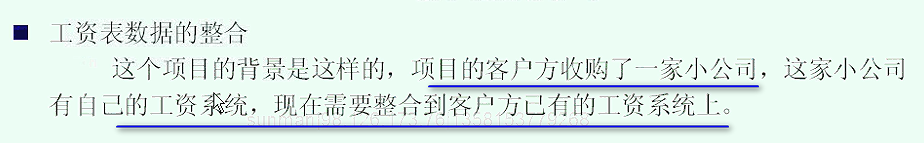 工资表数据的整合
这个项目的背景是这样的，项目的客户方收购了一家小公司，这家小公司
有自己的工资系统，现在需要整合到客户方已有的工资系统上。